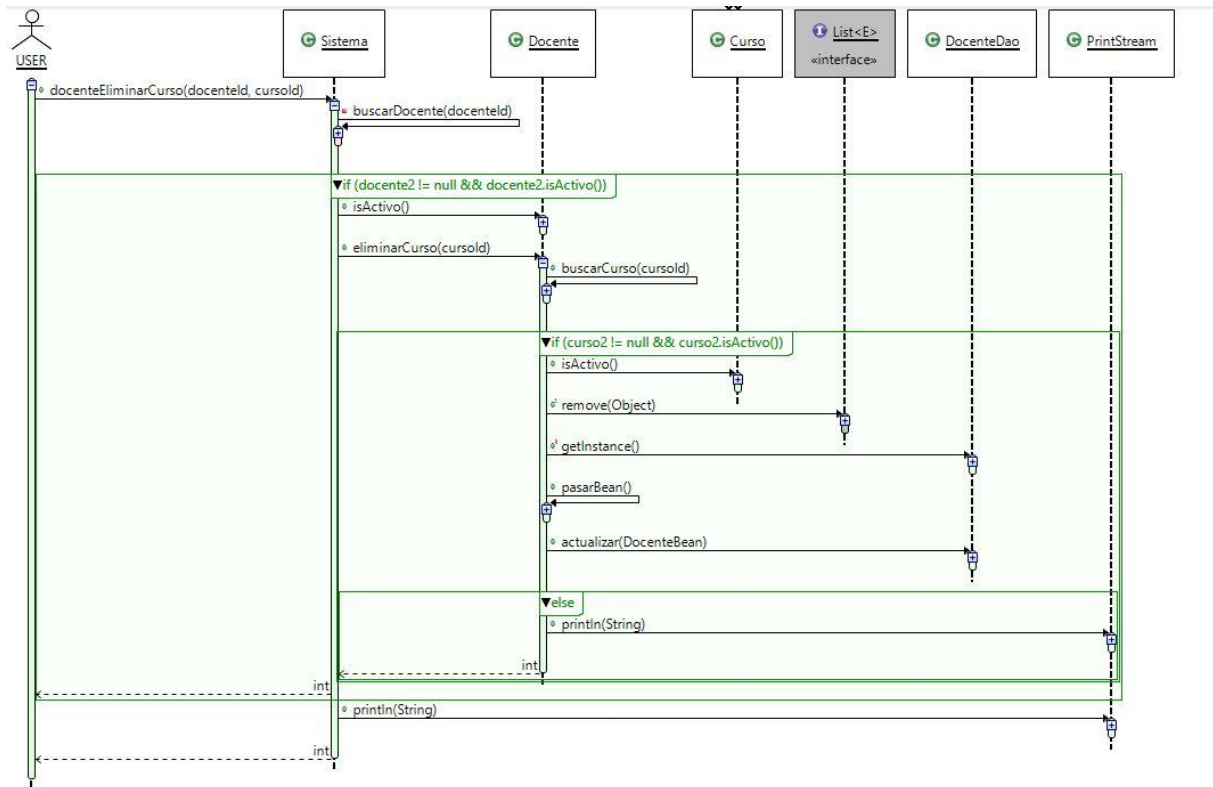 USER
Sistema
Docente
Curso
List<E>
«interface»
DocenteDao
PrintStream
docenteEliminarCurso(docenteId, cursoId)
buscarDocente(docenteId)
if (docente2 != null && docente2.isActivo())
isActivo()
eliminarCurso(cursoId)
buscarCurso(cursoId)
if (curso2 != null && curso2.isActivo())
isActivo()
remove(Object)
getInstance()
pasarBean()
actualizar(DocenteBean)
else
println(String)
int
int
println(String)
int